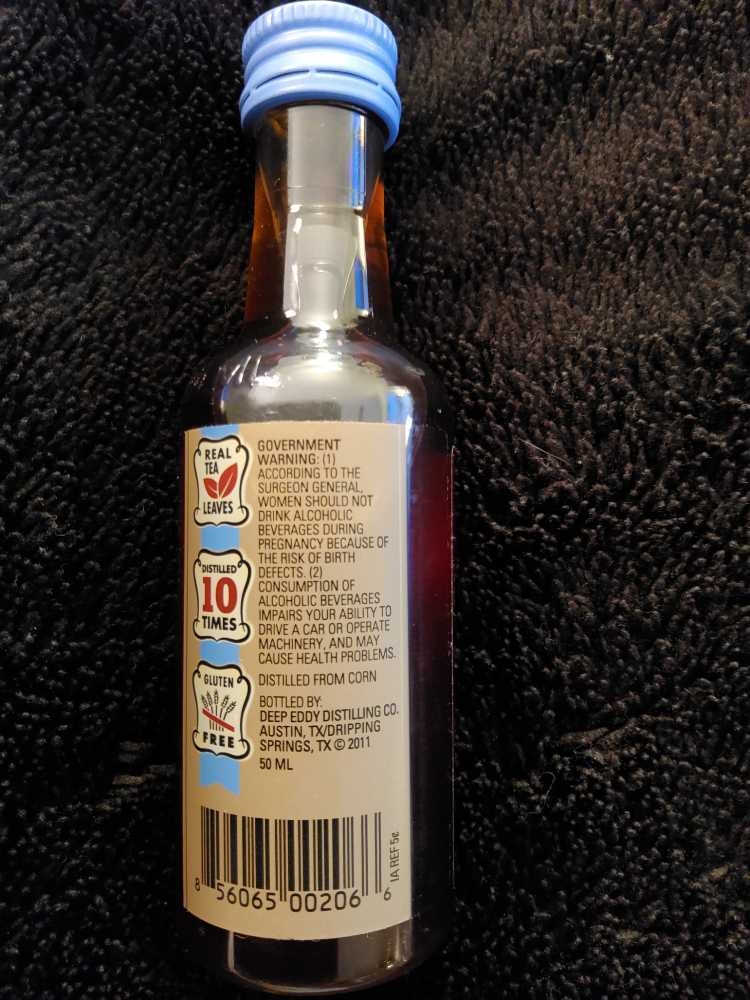 REAL
TEA
LEAVES
DISTILLED
10
TIMES
GLUTEN
FREE
GOVERNMENT
WARNING: (1)
ACCORDING TO THE
SURGEON GENERAL,
WOMEN SHOULD NOT
DRINK ALCOHOLIC
BEVERAGES DURING
PREGNANCY BECAUSE OF
THE RISK OF BIRTH
DEFECTS. (2)
CONSUMPTION OF
ALCOHOLIC BEVERAGES
IMPAIRS YOUR ABILITY TO
DRIVE A CAR OR OPERATE
MACHINERY, AND MAY
CAUSE HEALTH PROBLEMS.
DISTILLED FROM CORN
BOTTLED BY:
DEEP EDDY DISTILLING CO.
AUSTIN, TX/DRIPPING
SPRINGS, TX © 2011
50 ML
8 56065 00206 6
IA REF 5¢